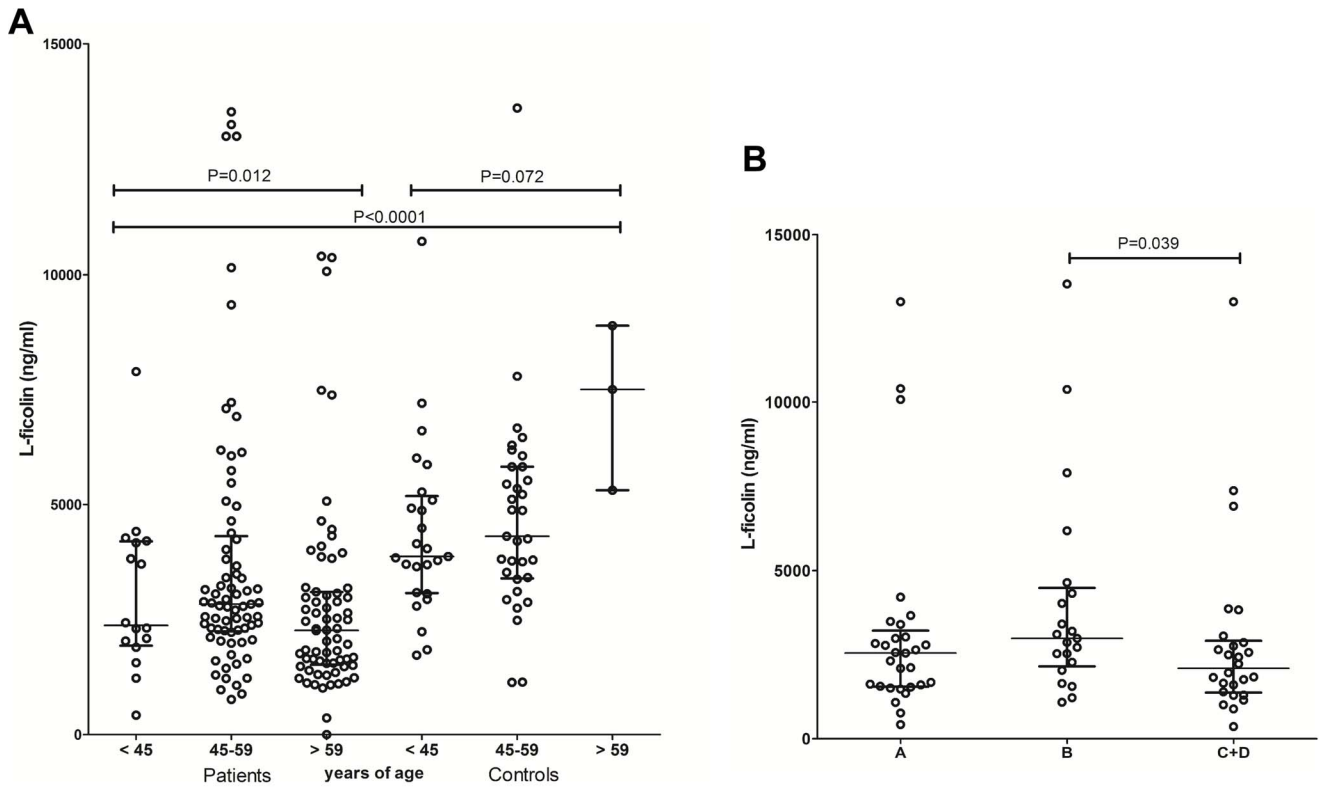 A
15000
P=0.012
P=0.072
P<0.0001
10000
5000
0
L-ficolin (ng/ml)
< 45 45-59 > 59 < 45 45-59 > 59
Patients years of age Controls
B
15000
P=0.039
10000
5000
0
L-ficolin (ng/ml)
A B C+D